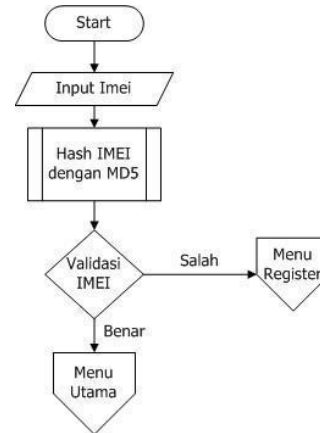 Start
Input Imei
Hash IMEI
dengan MD5
Validasi
IMEI
Salah
Menu
Register
Benar
Menu
Utama